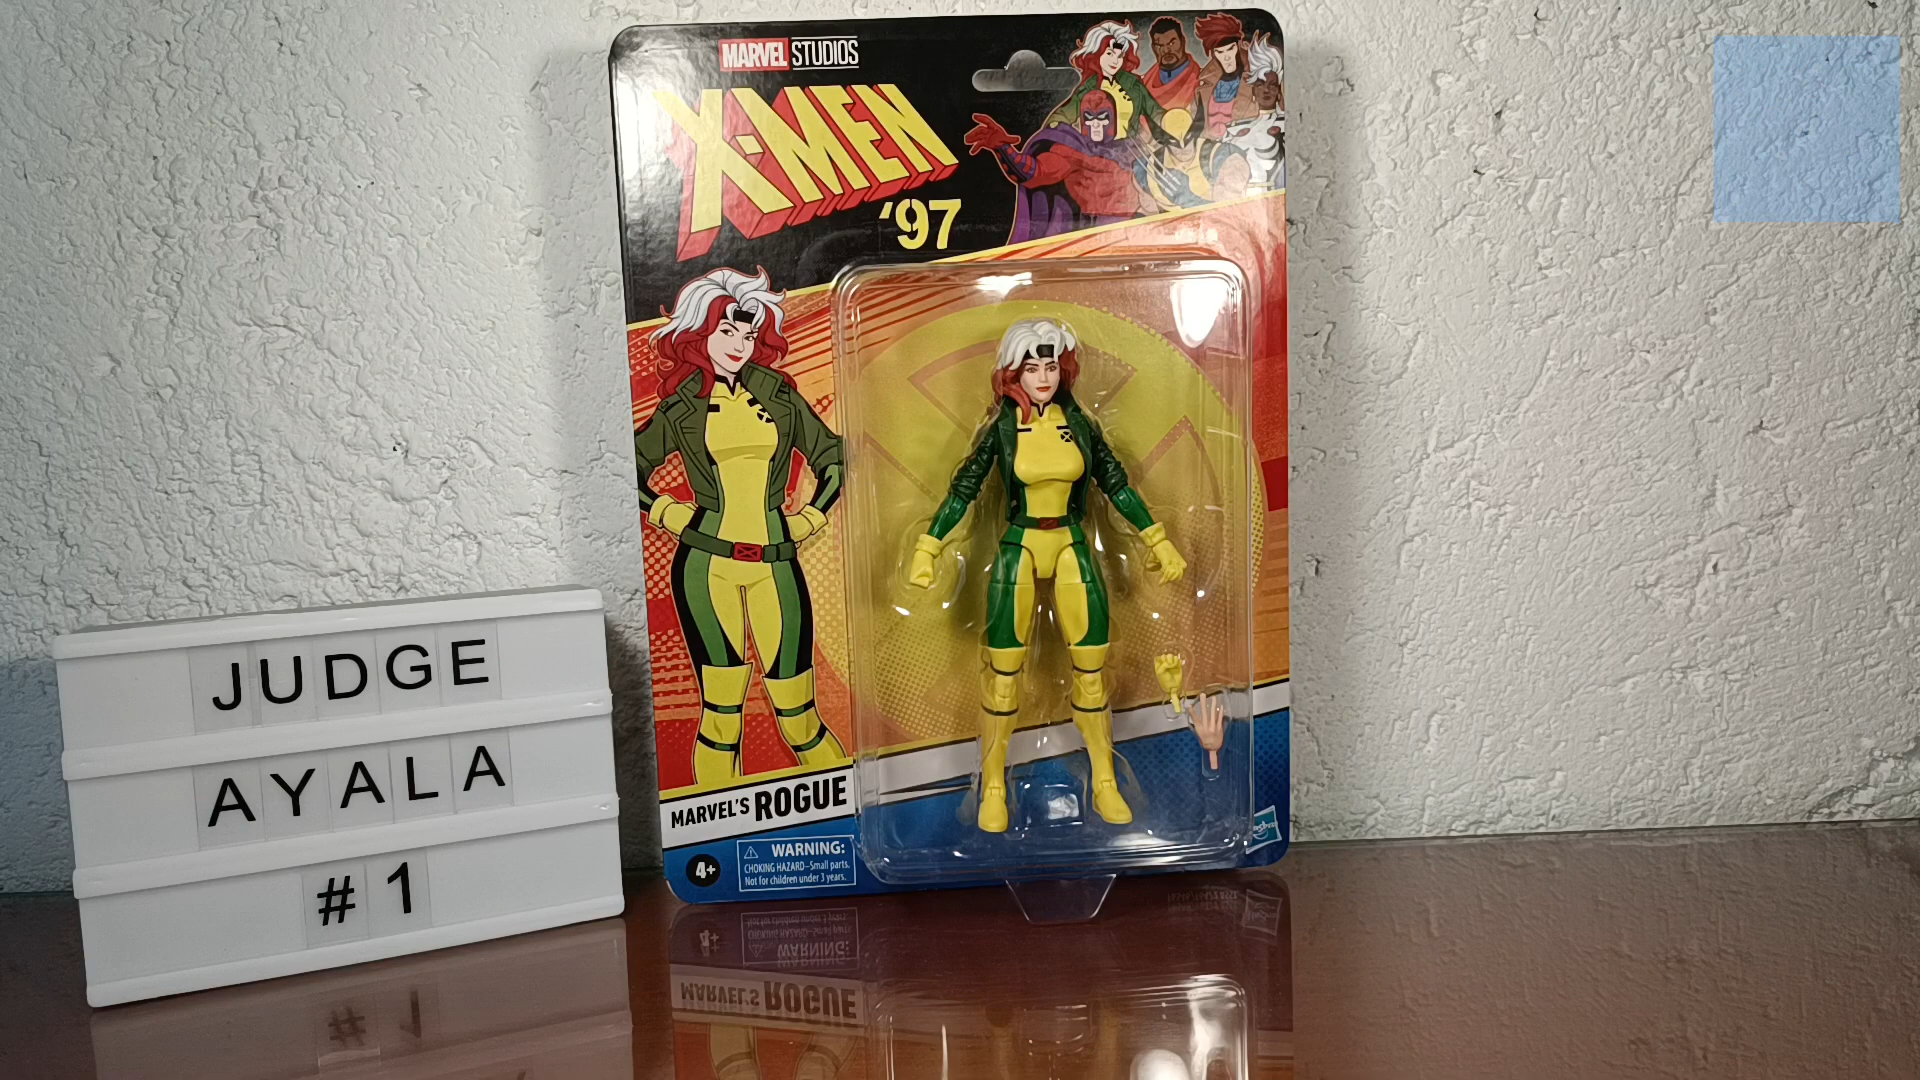 MARVEL STUDIOS
X-MEN
'97
JUDGE
AYALA
#1
MARVEL'S ROGUE
4+
WARNING:
CHOKING HAZARD–Small parts.
Not for children under 3 years.
Hasbro